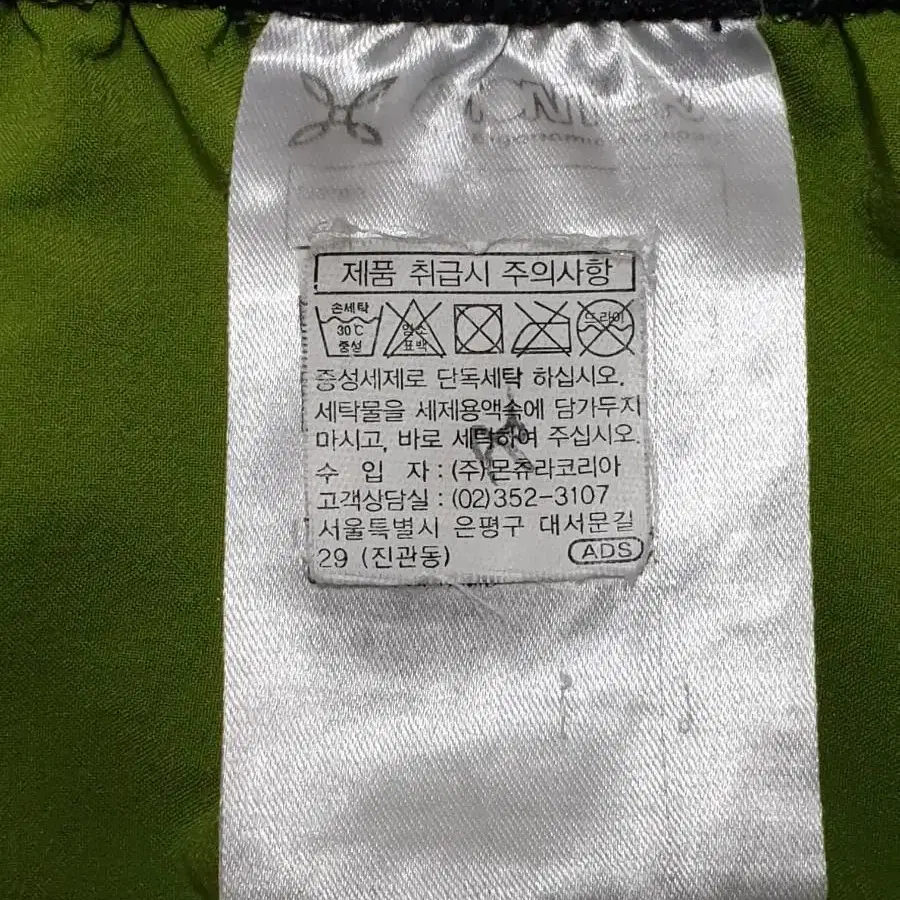 제품 취급시 주의사항
손세탁
30℃
중성
염소
표백
드라이
중성세제로 단독세탁 하십시오.
세탁물을 세제용액속에 담가두지
마시고, 바로 세탁하여 주십시오.
수 입 자 : (주)몬츄라코리아
고객상담실 : (02)352-3107
서울특별시 은평구 대서문길
29 (진관동)
ADS